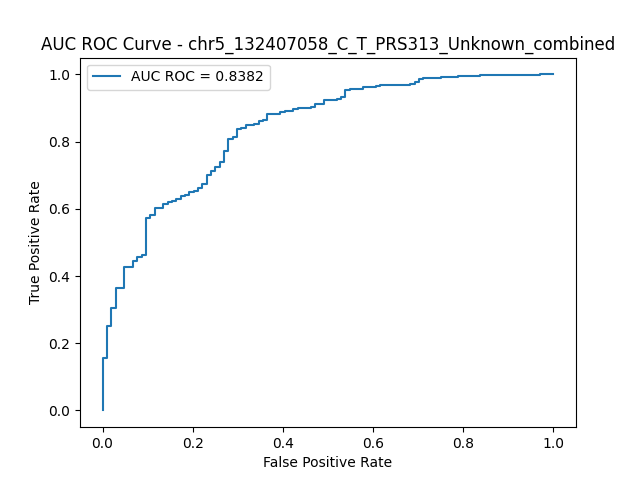 AUC ROC Curve - chr5_132407058_C_T_PRS313_Unknown_combined
AUC ROC = 0.8382
True Positive Rate
1.0
0.8
0.6
0.4
0.2
0.0
0.0 0.2 0.4 0.6 0.8 1.0
False Positive Rate